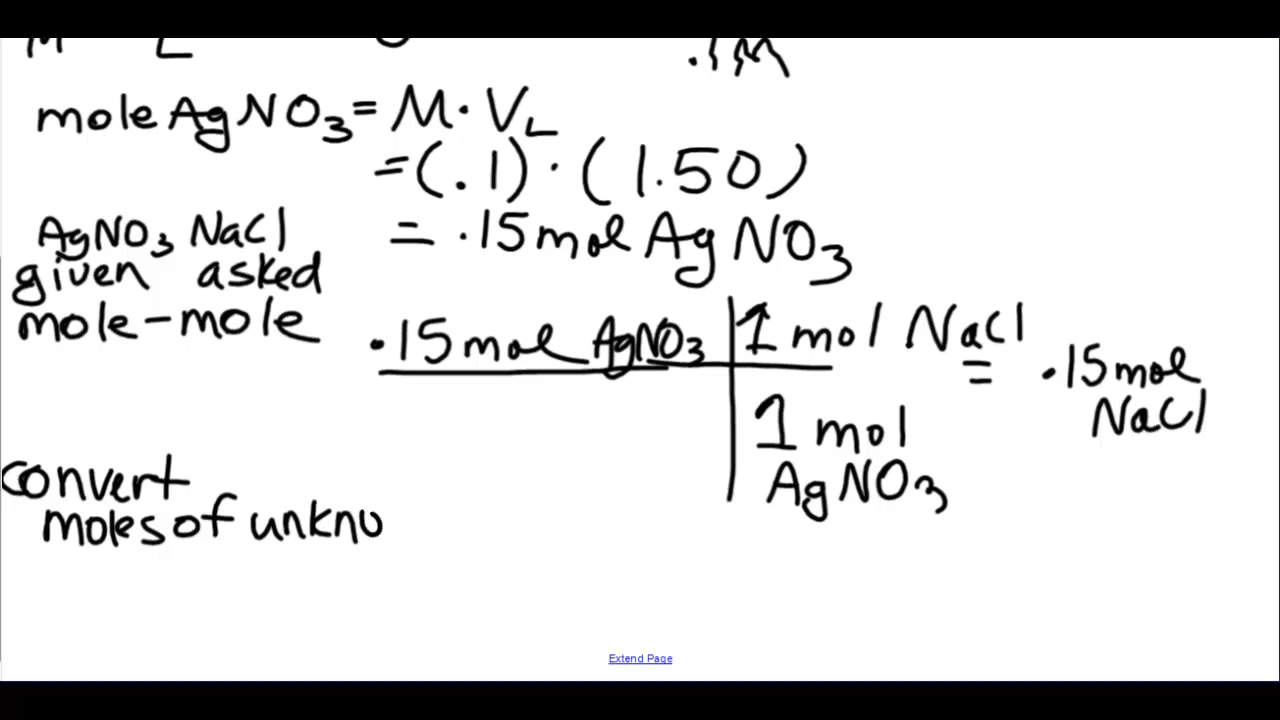 M L
.1M
mole AgNO3 = M · VL
= (.1) · (1.50)
= .15 mol AgNO3
AgNO3 NaCl
given asked
mole - mole
.15 mol AgNO3 | 1 mol NaCl = .15 mol NaCl
1 mol AgNO3
convert
moles of unkno
Extend Page